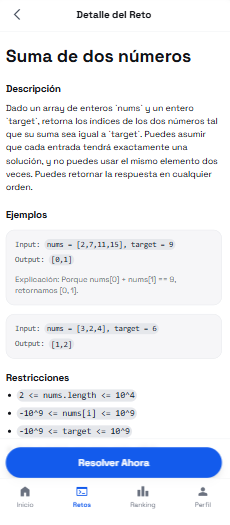 Detalle del Reto
Suma de dos números
Descripción
Dado un array de enteros `nums` y un entero
`target`, retorna los índices de los dos números tal
que su suma sea igual a `target`. Puedes asumir
que cada entrada tendrá exactamente una
solución, y no puedes usar el mismo elemento dos
veces. Puedes retornar la respuesta en cualquier
orden.
Ejemplos
Input: nums = [2,7,11,15], target = 9
Output: [0,1]
Explicación: Porque nums[0] + nums[1] == 9,
retornamos [0, 1].
Input: nums = [3,2,4], target = 6
Output: [1,2]
Restricciones
• 2 <= nums.length <= 10^4
• -10^9 <= nums[i] <= 10^9
• -10^9 <= target <= 10^9
Resolver Ahora
Inicio
Retos
Ranking
Perfil